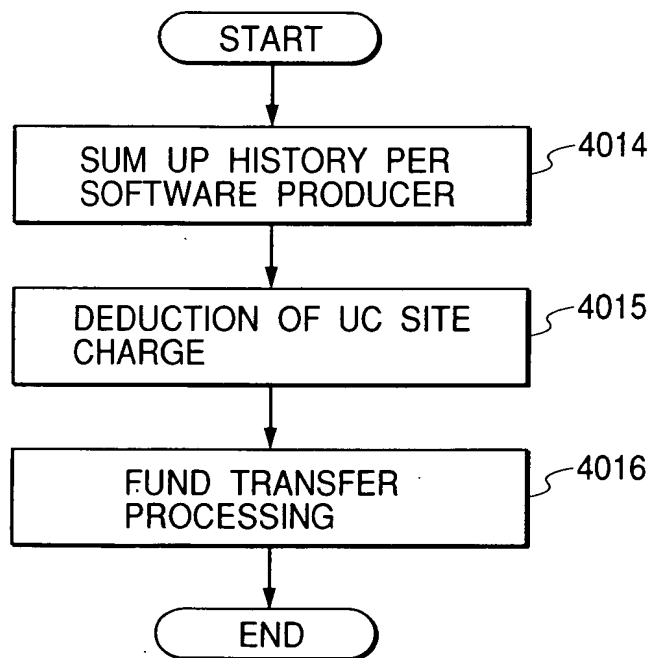 START
SUM UP HISTORY PER
SOFTWARE PRODUCER
4014
DEDUCTION OF UC SITE
CHARGE
4015
FUND TRANSFER
PROCESSING
4016
END